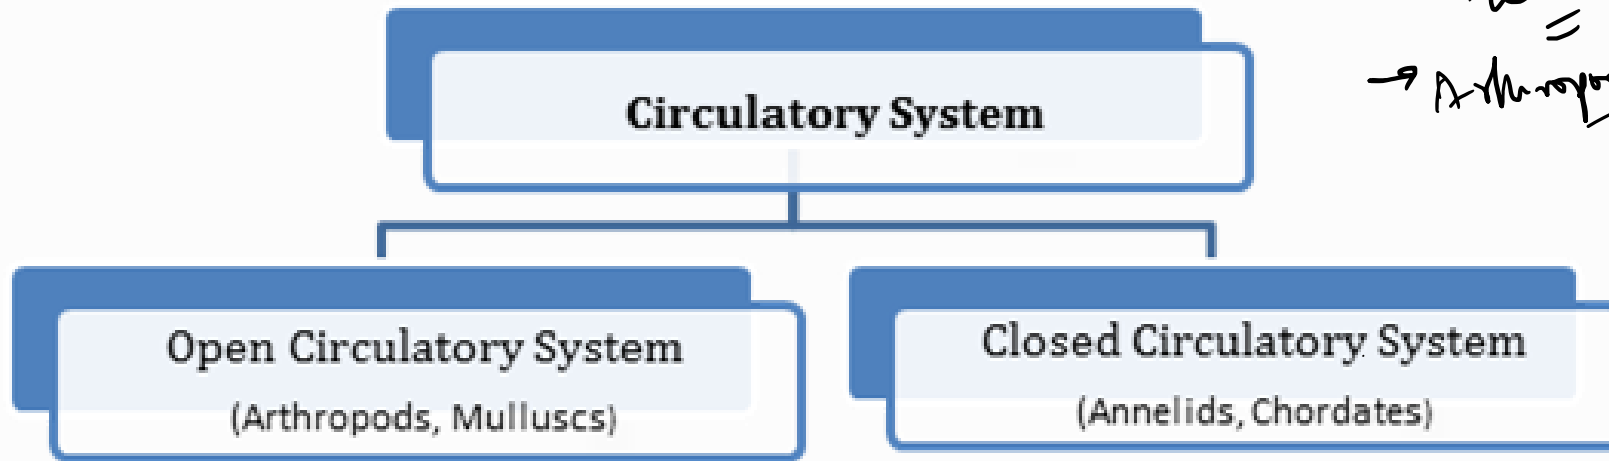 Circulatory System
→
Open Circulatory System
(Arthropods, Mulluscs)
Closed Circulatory System
(Annelids, Chordates)